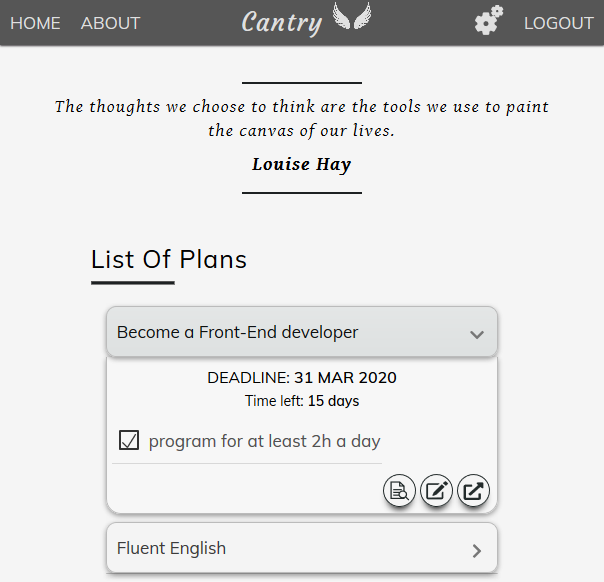 HOME ABOUT Cantry LOGOUT
The thoughts we choose to think are the tools we use to paint
the canvas of our lives.
Louise Hay
List Of Plans
Become a Front-End developer
DEADLINE: 31 MAR 2020
Time left: 15 days
program for at least 2h a day
Fluent English